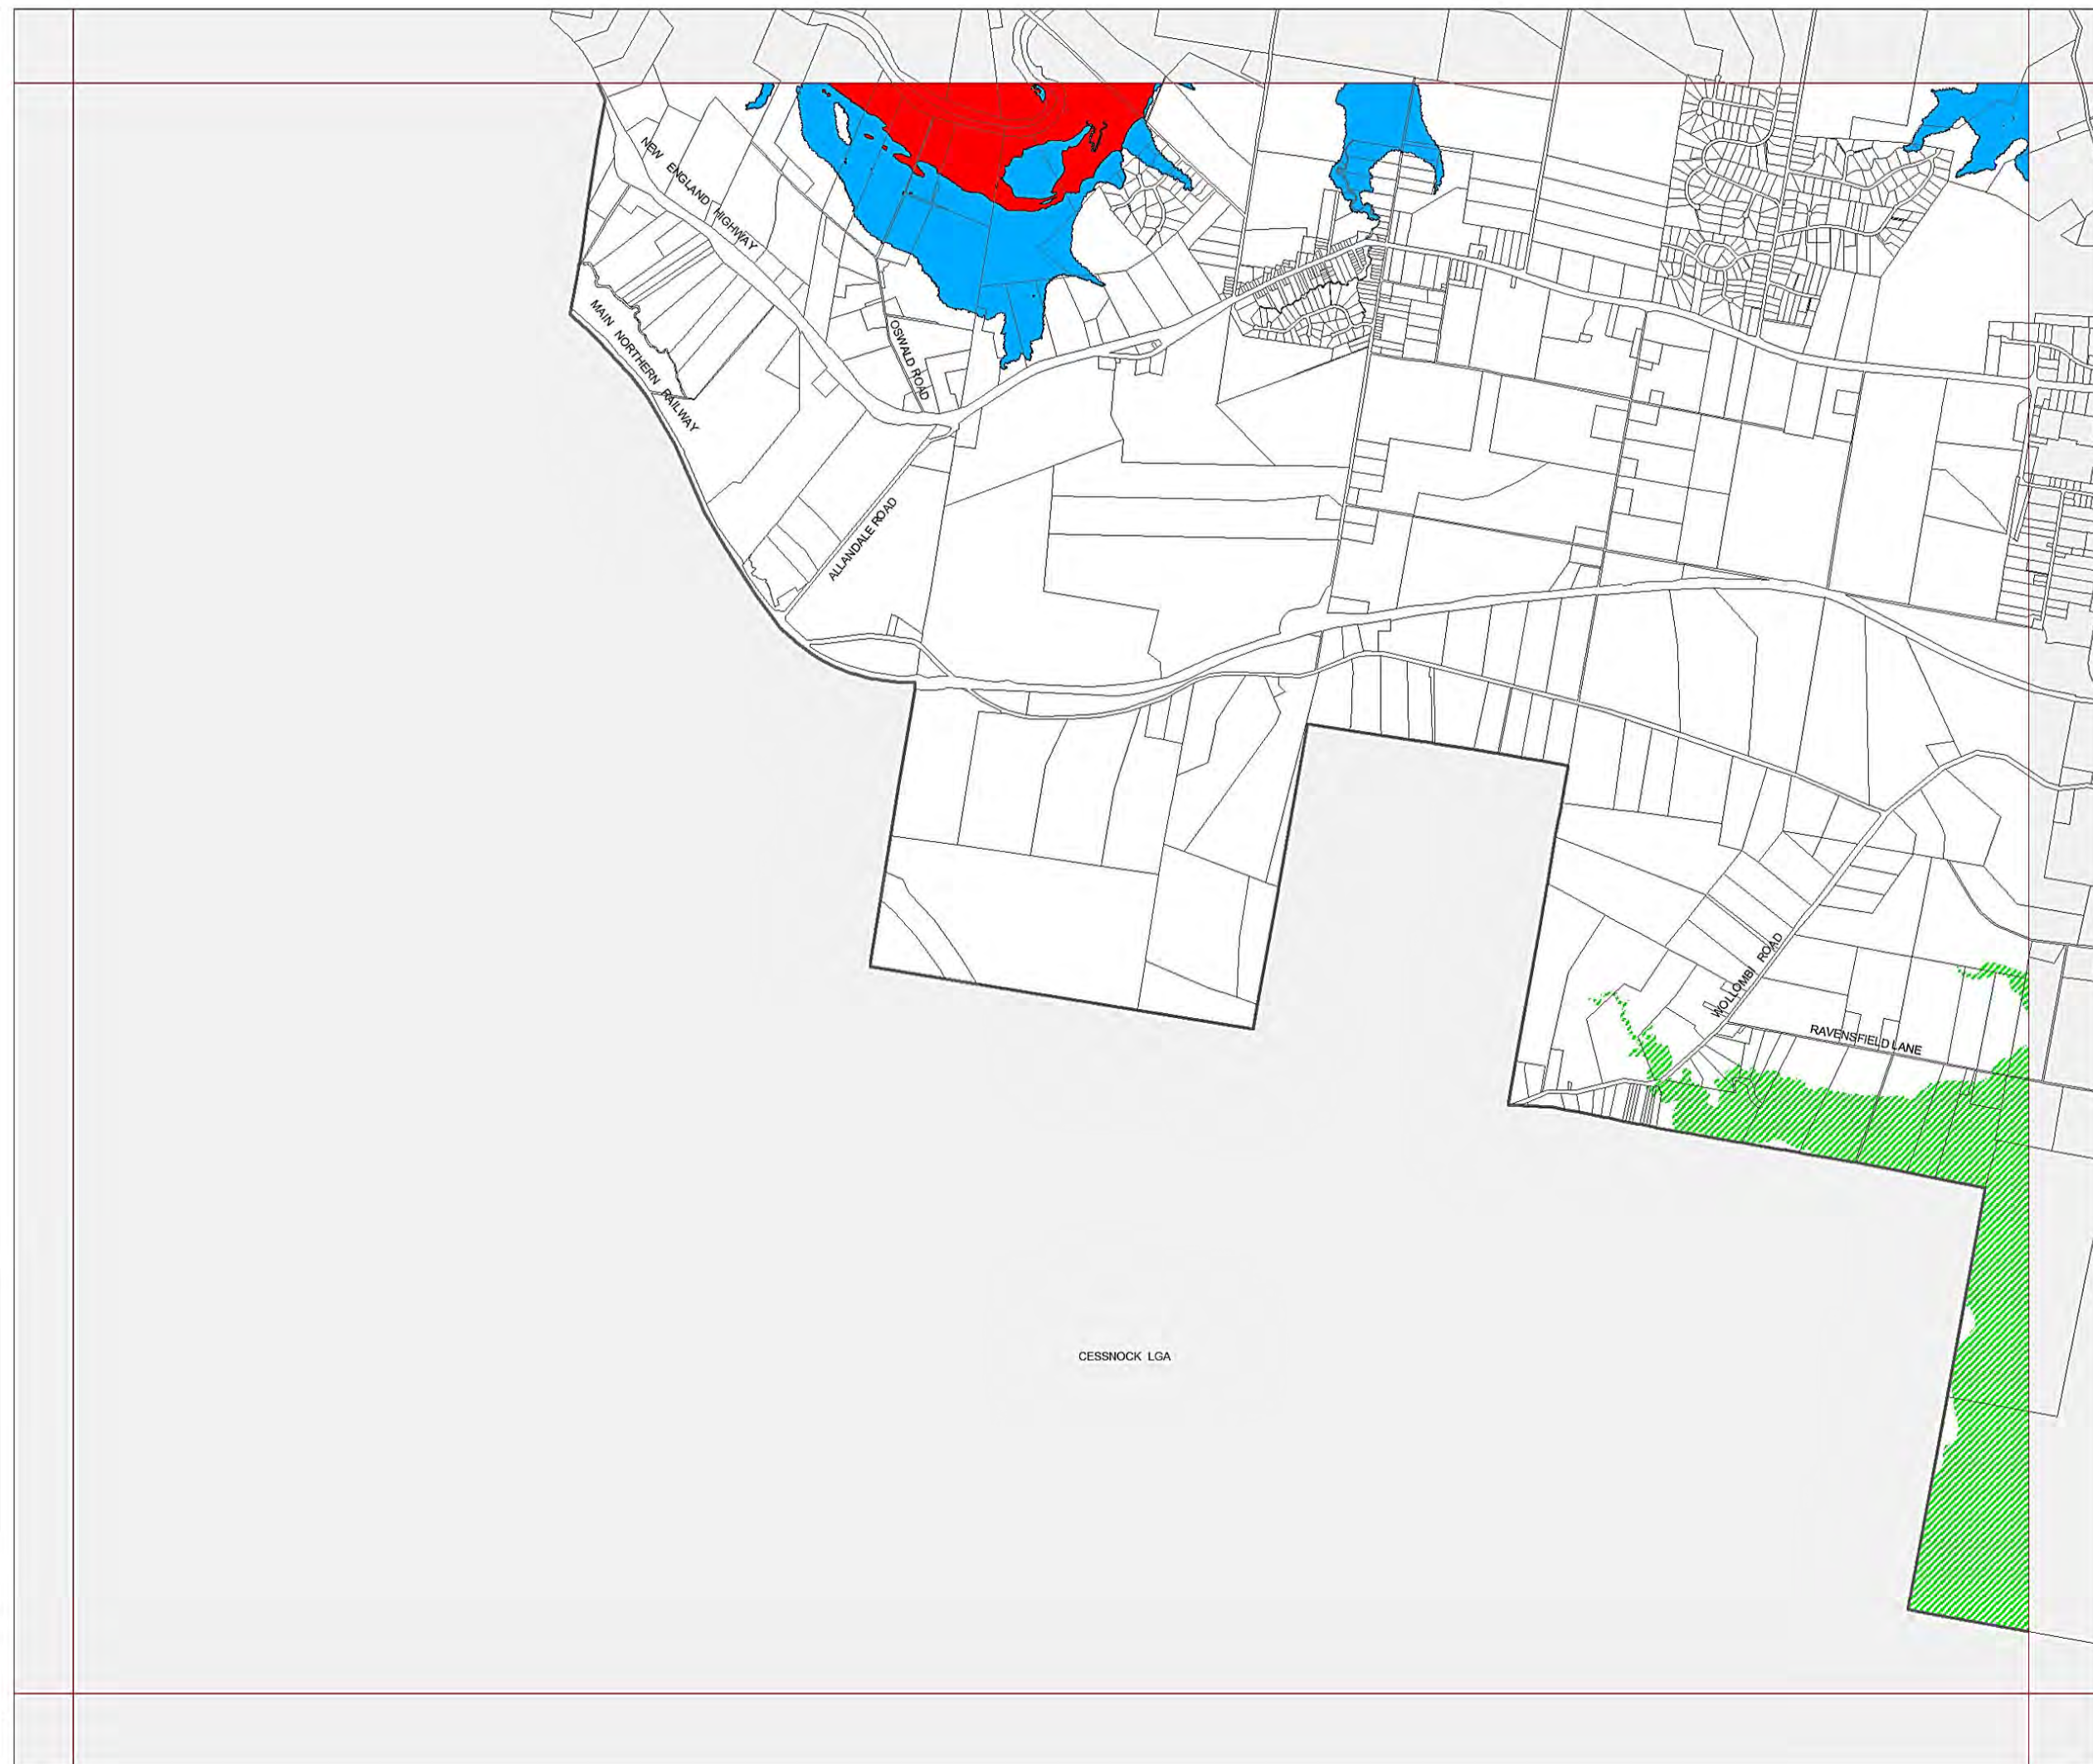 NEW ENGLAND HIGHWAY
MAIN NORTHERN RAILWAY
OSWALD ROAD
ALLANDALE ROAD
WOLLOMBI ROAD
RAVENSFIELD LANE
CESSNOCK LGA